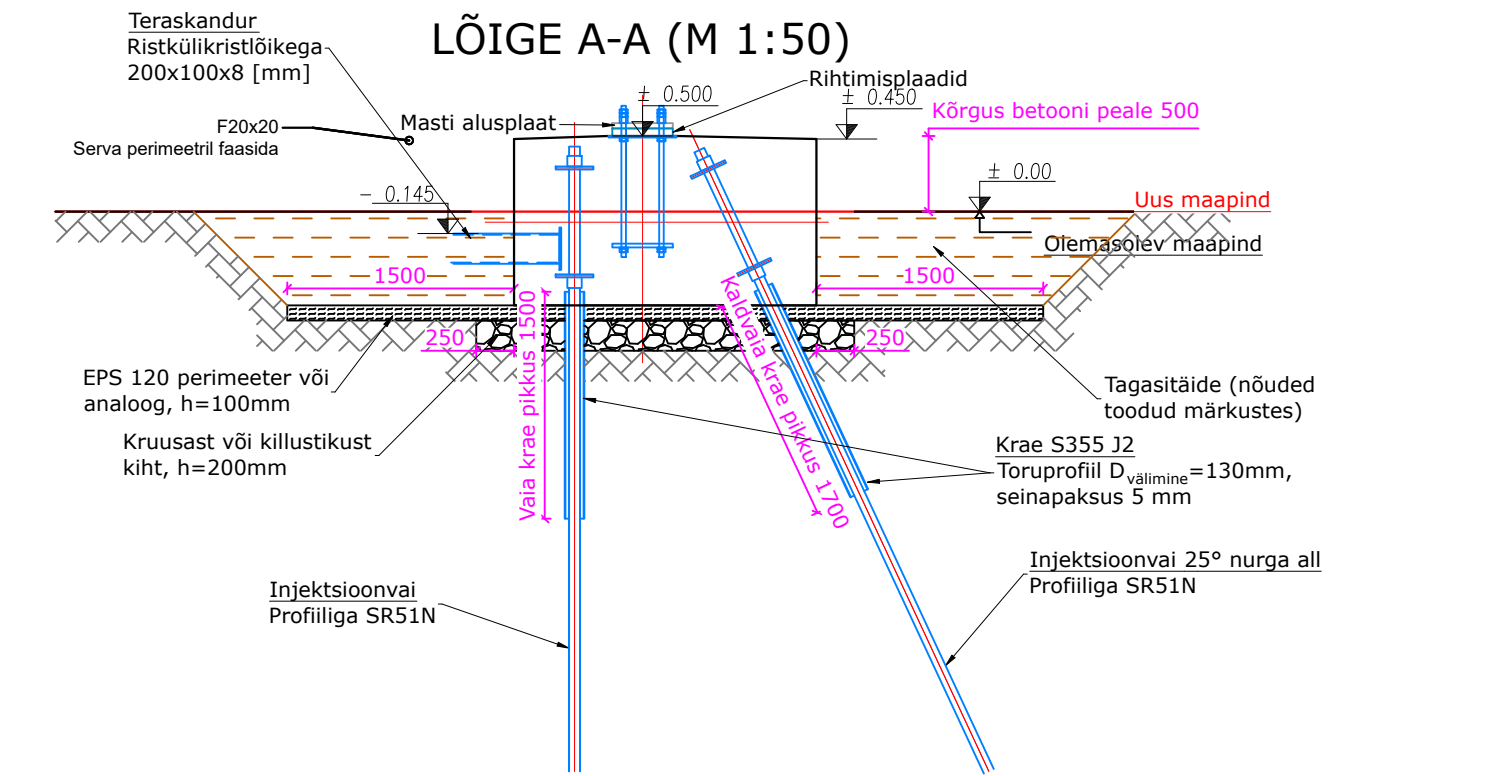 LÕIGE A-A (M 1:50)
Teraskandur
Ristkülikristlõikega
200x100x8 [mm]
F20x20
Serva perimeetril faasida
Masti alusplaat
± 0.500
Rihtimisplaadid
± 0.450
Kõrgus betooni peale 500
- 0.145
± 0.00
Uus maapind
Olemasolev maapind
1500
1500
250
250
Vaia krae pikkus 1500
Kaldvaia krae pikkus 1700
EPS 120 perimeeter või
analoog, h=100mm
Kruusast või killustikust
kiht, h=200mm
Tagasitäide (nõuded
toodud märkustes)
Krae S355 J2
Toruprofiil Dvälimine=130mm,
seinapaksus 5 mm
Injektsioonvai
Profiiliga SR51N
Injektsioonvai 25° nurga all
Profiiliga SR51N